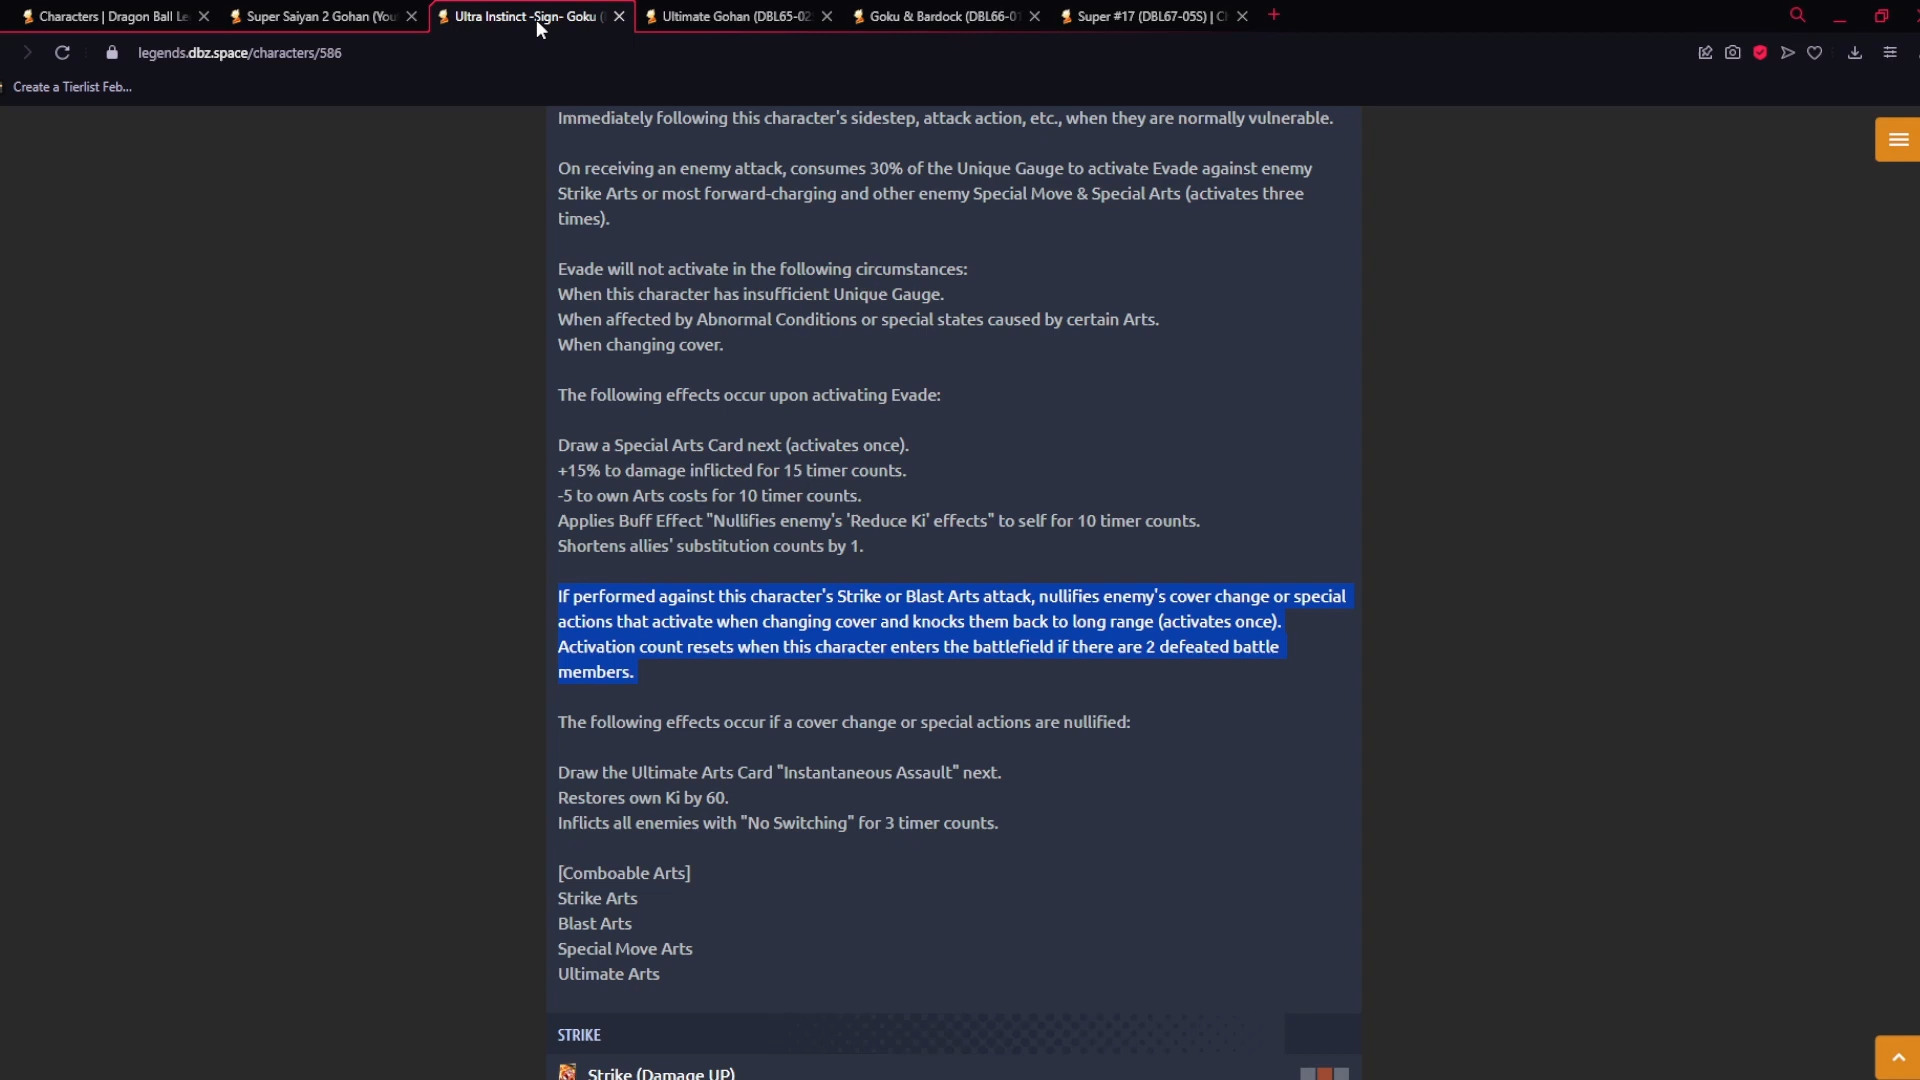 Characters | Dragon Ball Le
Super Saiyan 2 Gohan (You
Ultra Instinct -Sign- Goku (
Ultimate Gohan (DBL65-02
Goku & Bardock (DBL66-01
Super #17 (DBL67-05S) | C
legends.dbz.space/characters/586
Create a Tierlist Feb...
Immediately following this character's sidestep, attack action, etc., when they are normally vulnerable.
On receiving an enemy attack, consumes 30% of the Unique Gauge to activate Evade against enemy
Strike Arts or most forward-charging and other enemy Special Move & Special Arts (activates three
times).
Evade will not activate in the following circumstances:
When this character has insufficient Unique Gauge.
When affected by Abnormal Conditions or special states caused by certain Arts.
When changing cover.
The following effects occur upon activating Evade:
Draw a Special Arts Card next (activates once).
+15% to damage inflicted for 15 timer counts.
-5 to own Arts costs for 10 timer counts.
Applies Buff Effect "Nullifies enemy's 'Reduce Ki' effects" to self for 10 timer counts.
Shortens allies' substitution counts by 1.
If performed against this character's Strike or Blast Arts attack, nullifies enemy's cover change or special
actions that activate when changing cover and knocks them back to long range (activates once).
Activation count resets when this character enters the battlefield if there are 2 defeated battle
members.
The following effects occur if a cover change or special actions are nullified:
Draw the Ultimate Arts Card "Instantaneous Assault" next.
Restores own Ki by 60.
Inflicts all enemies with "No Switching" for 3 timer counts.
[Comboable Arts]
Strike Arts
Blast Arts
Special Move Arts
Ultimate Arts
STRIKE
Strike (Damage UP)